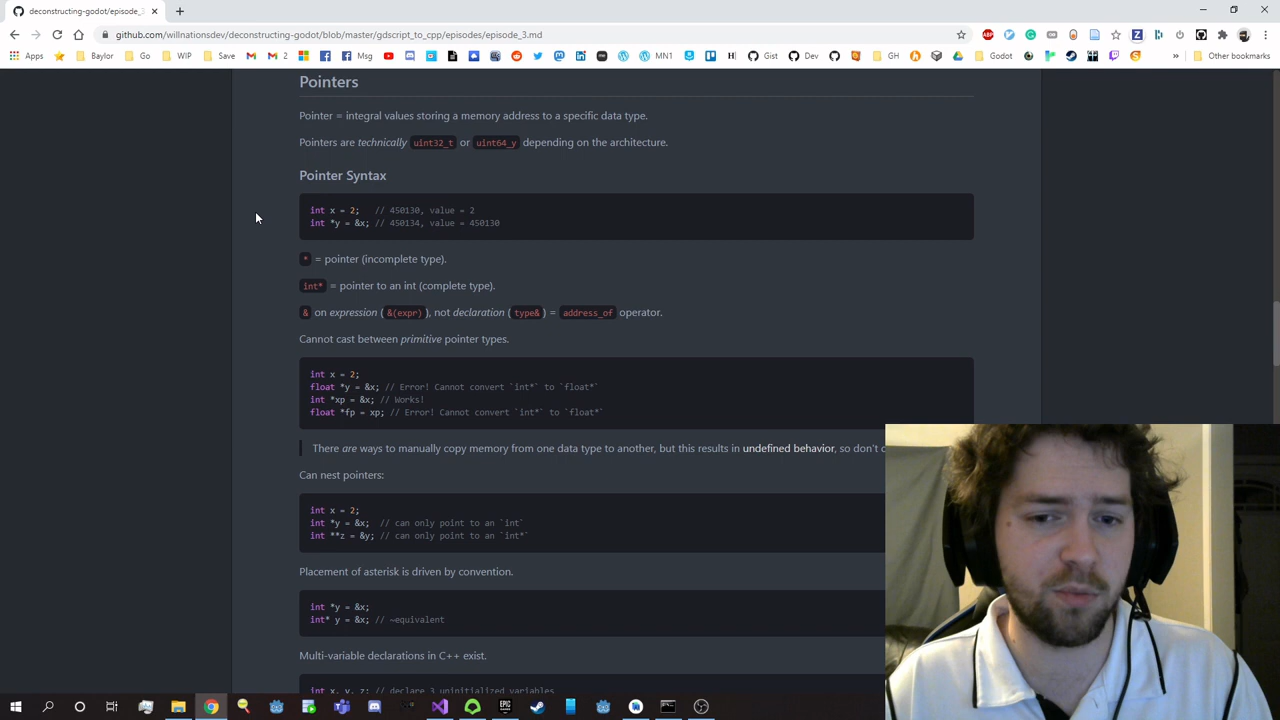 deconstructing-godot/episode_3
github.com/willnationsdev/deconstructing-godot/blob/master/gdscript_to_cpp/episodes/episode_3.md
Apps Baylor Go WIP Save 1 2 Msg MN1 H Gist Dev GH Godot Misc » Other bookmarks
Pointers
Pointer = integral values storing a memory address to a specific data type.
Pointers are technically uint32_t or uint64_y depending on the architecture.
Pointer Syntax
int x = 2; // 450130, value = 2
int *y = &x; // 450134, value = 450130
* = pointer (incomplete type).
int* = pointer to an int (complete type).
& on expression ( &(expr) ), not declaration ( type& ) = address_of operator.
Cannot cast between primitive pointer types.
int x = 2;
float *y = &x; // Error! Cannot convert `int*` to `float*`
int *xp = &x; // Works!
float *fp = xp; // Error! Cannot convert `int*` to `float*`
There are ways to manually copy memory from one data type to another, but this results in undefined behavior, so don't
Can nest pointers:
int x = 2;
int *y = &x; // can only point to an `int`
int **z = &y; // can only point to an `int*`
Placement of asterisk is driven by convention.
int *y = &x;
int* y = &x; // ~equivalent
Multi-variable declarations in C++ exist.
int x, y, z; // declare 3 uninitialized variables